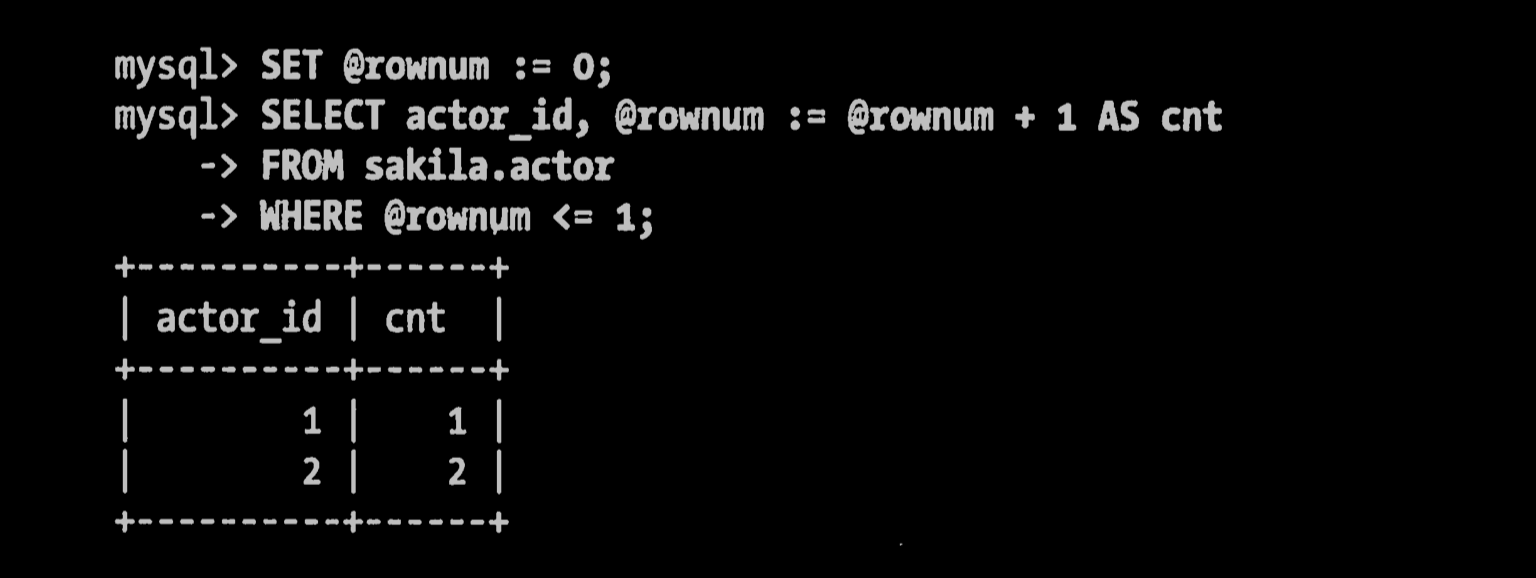 mysql> SET @rownum := 0;
mysql> SELECT actor_id, @rownum := @rownum + 1 AS cnt
    -> FROM sakila.actor
    -> WHERE @rownum <= 1;
+----------+------+
| actor_id | cnt  |
+----------+------+
|        1 |    1 |
|        2 |    2 |
+----------+------+